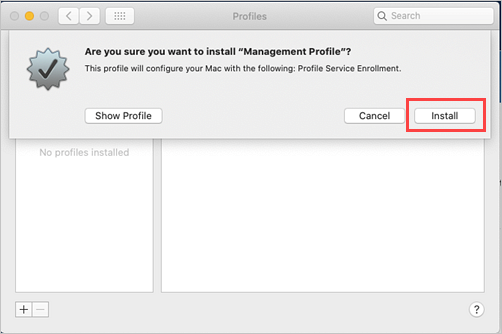 Profiles
Search
Are you sure you want to install “Management Profile”?
This profile will configure your Mac with the following: Profile Service Enrollment.
Show Profile
Cancel
Install
No profiles installed
+
−
?